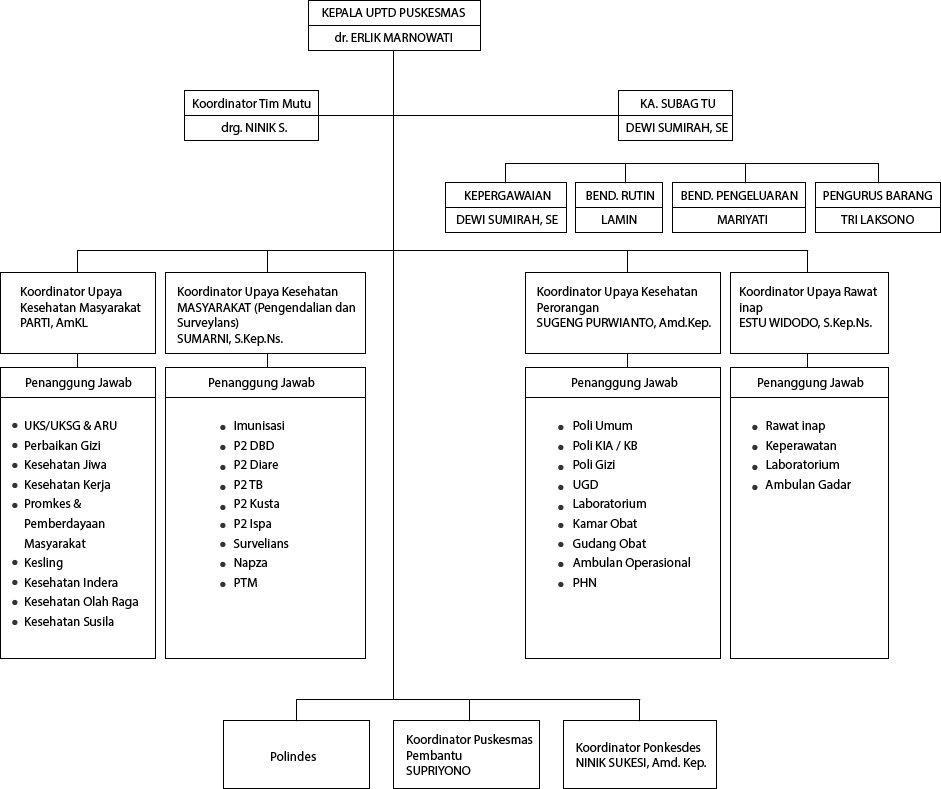 KEPALA UPTD PUSKESMAS
dr. ERLIK MARNOWATI
Koordinator Tim Mutu
drg. NINIK S.
KA. SUBAG TU
DEWI SUMIRAH, SE
KEPERGAWAIAN
DEWI SUMIRAH, SE
BEND. RUTIN
LAMIN
BEND. PENGELUARAN
MARIYATI
PENGURUS BARANG
TRI LAKSONO
Koordinator Upaya
Kesehatan Masyarakat
PARTI, AmKL
Koordinator Upaya Kesehatan
MASYARAKAT (Pengendalian dan
Surveylans)
SUMARNI, S.Kep.Ns.
Koordinator Upaya Kesehatan
Perorangan
SUGENG PURWIANTO, Amd.Kep.
Koordinator Upaya Rawat
inap
ESTU WIDODO, S.Kep.Ns.
Penanggung Jawab
• UKS/UKSG & ARU
• Perbaikan Gizi
• Kesehatan Jiwa
• Kesehatan Kerja
• Promkes &
Pemberdayaan
Masyarakat
• Kesling
• Kesehatan Indera
• Kesehatan Olah Raga
• Kesehatan Susila
Penanggung Jawab
• Imunisasi
• P2 DBD
• P2 Diare
• P2 TB
• P2 Kusta
• P2 Ispa
• Survelians
• Napza
• PTM
Penanggung Jawab
• Poli Umum
• Poli KIA / KB
• Poli Gizi
• UGD
• Laboratorium
• Kamar Obat
• Gudang Obat
• Ambulan Operasional
• PHN
Penanggung Jawab
• Rawat inap
• Keperawatan
• Laboratorium
• Ambulan Gadar
Polindes
Koordinator Puskesmas
Pembantu
SUPRIYONO
Koordinator Ponkesdes
NINIK SUKESI, Amd. Kep.